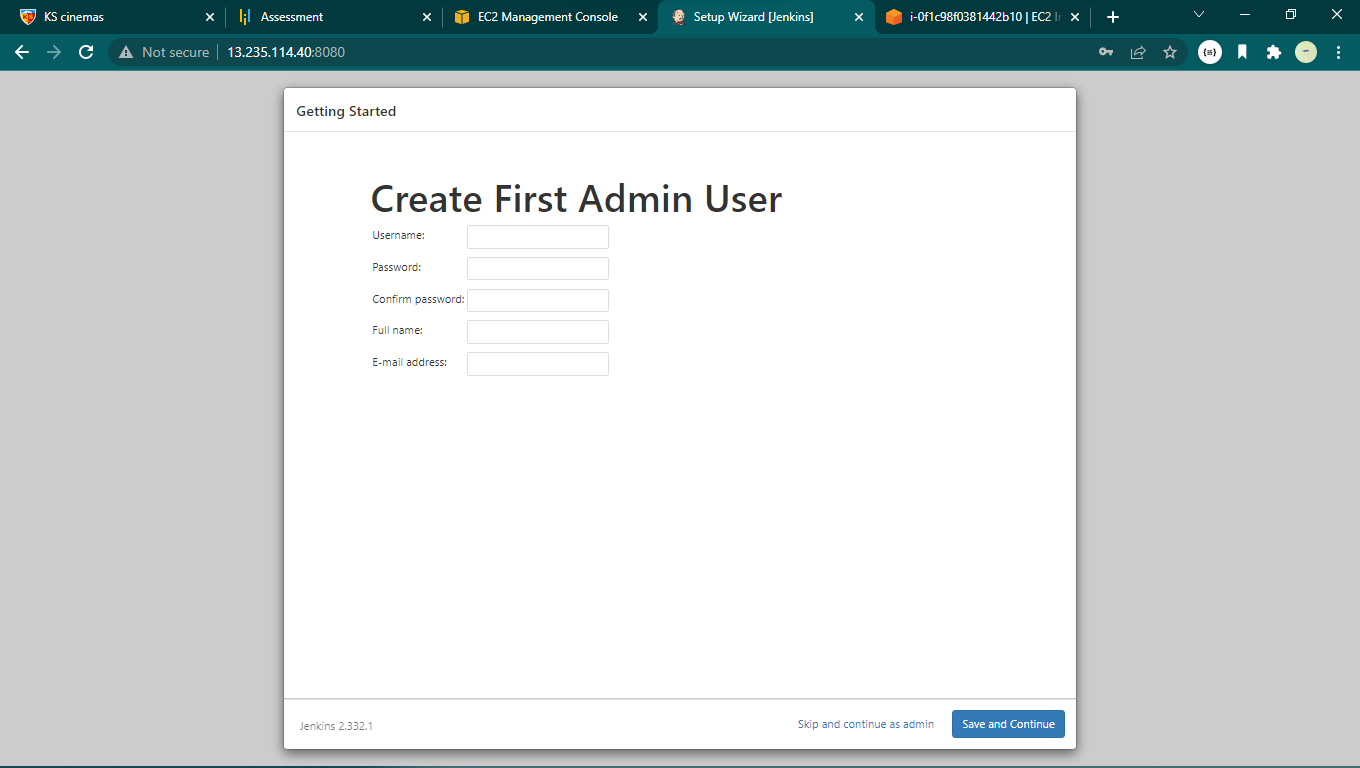 KS cinemas
Assessment
EC2 Management Console
Setup Wizard [Jenkins]
i-0f1c98f0381442b10 | EC2 In
Not secure
13.235.114.40:8080
Getting Started
Create First Admin User
Username:
Password:
Confirm password:
Full name:
E-mail address:
Jenkins 2.332.1
Skip and continue as admin
Save and Continue